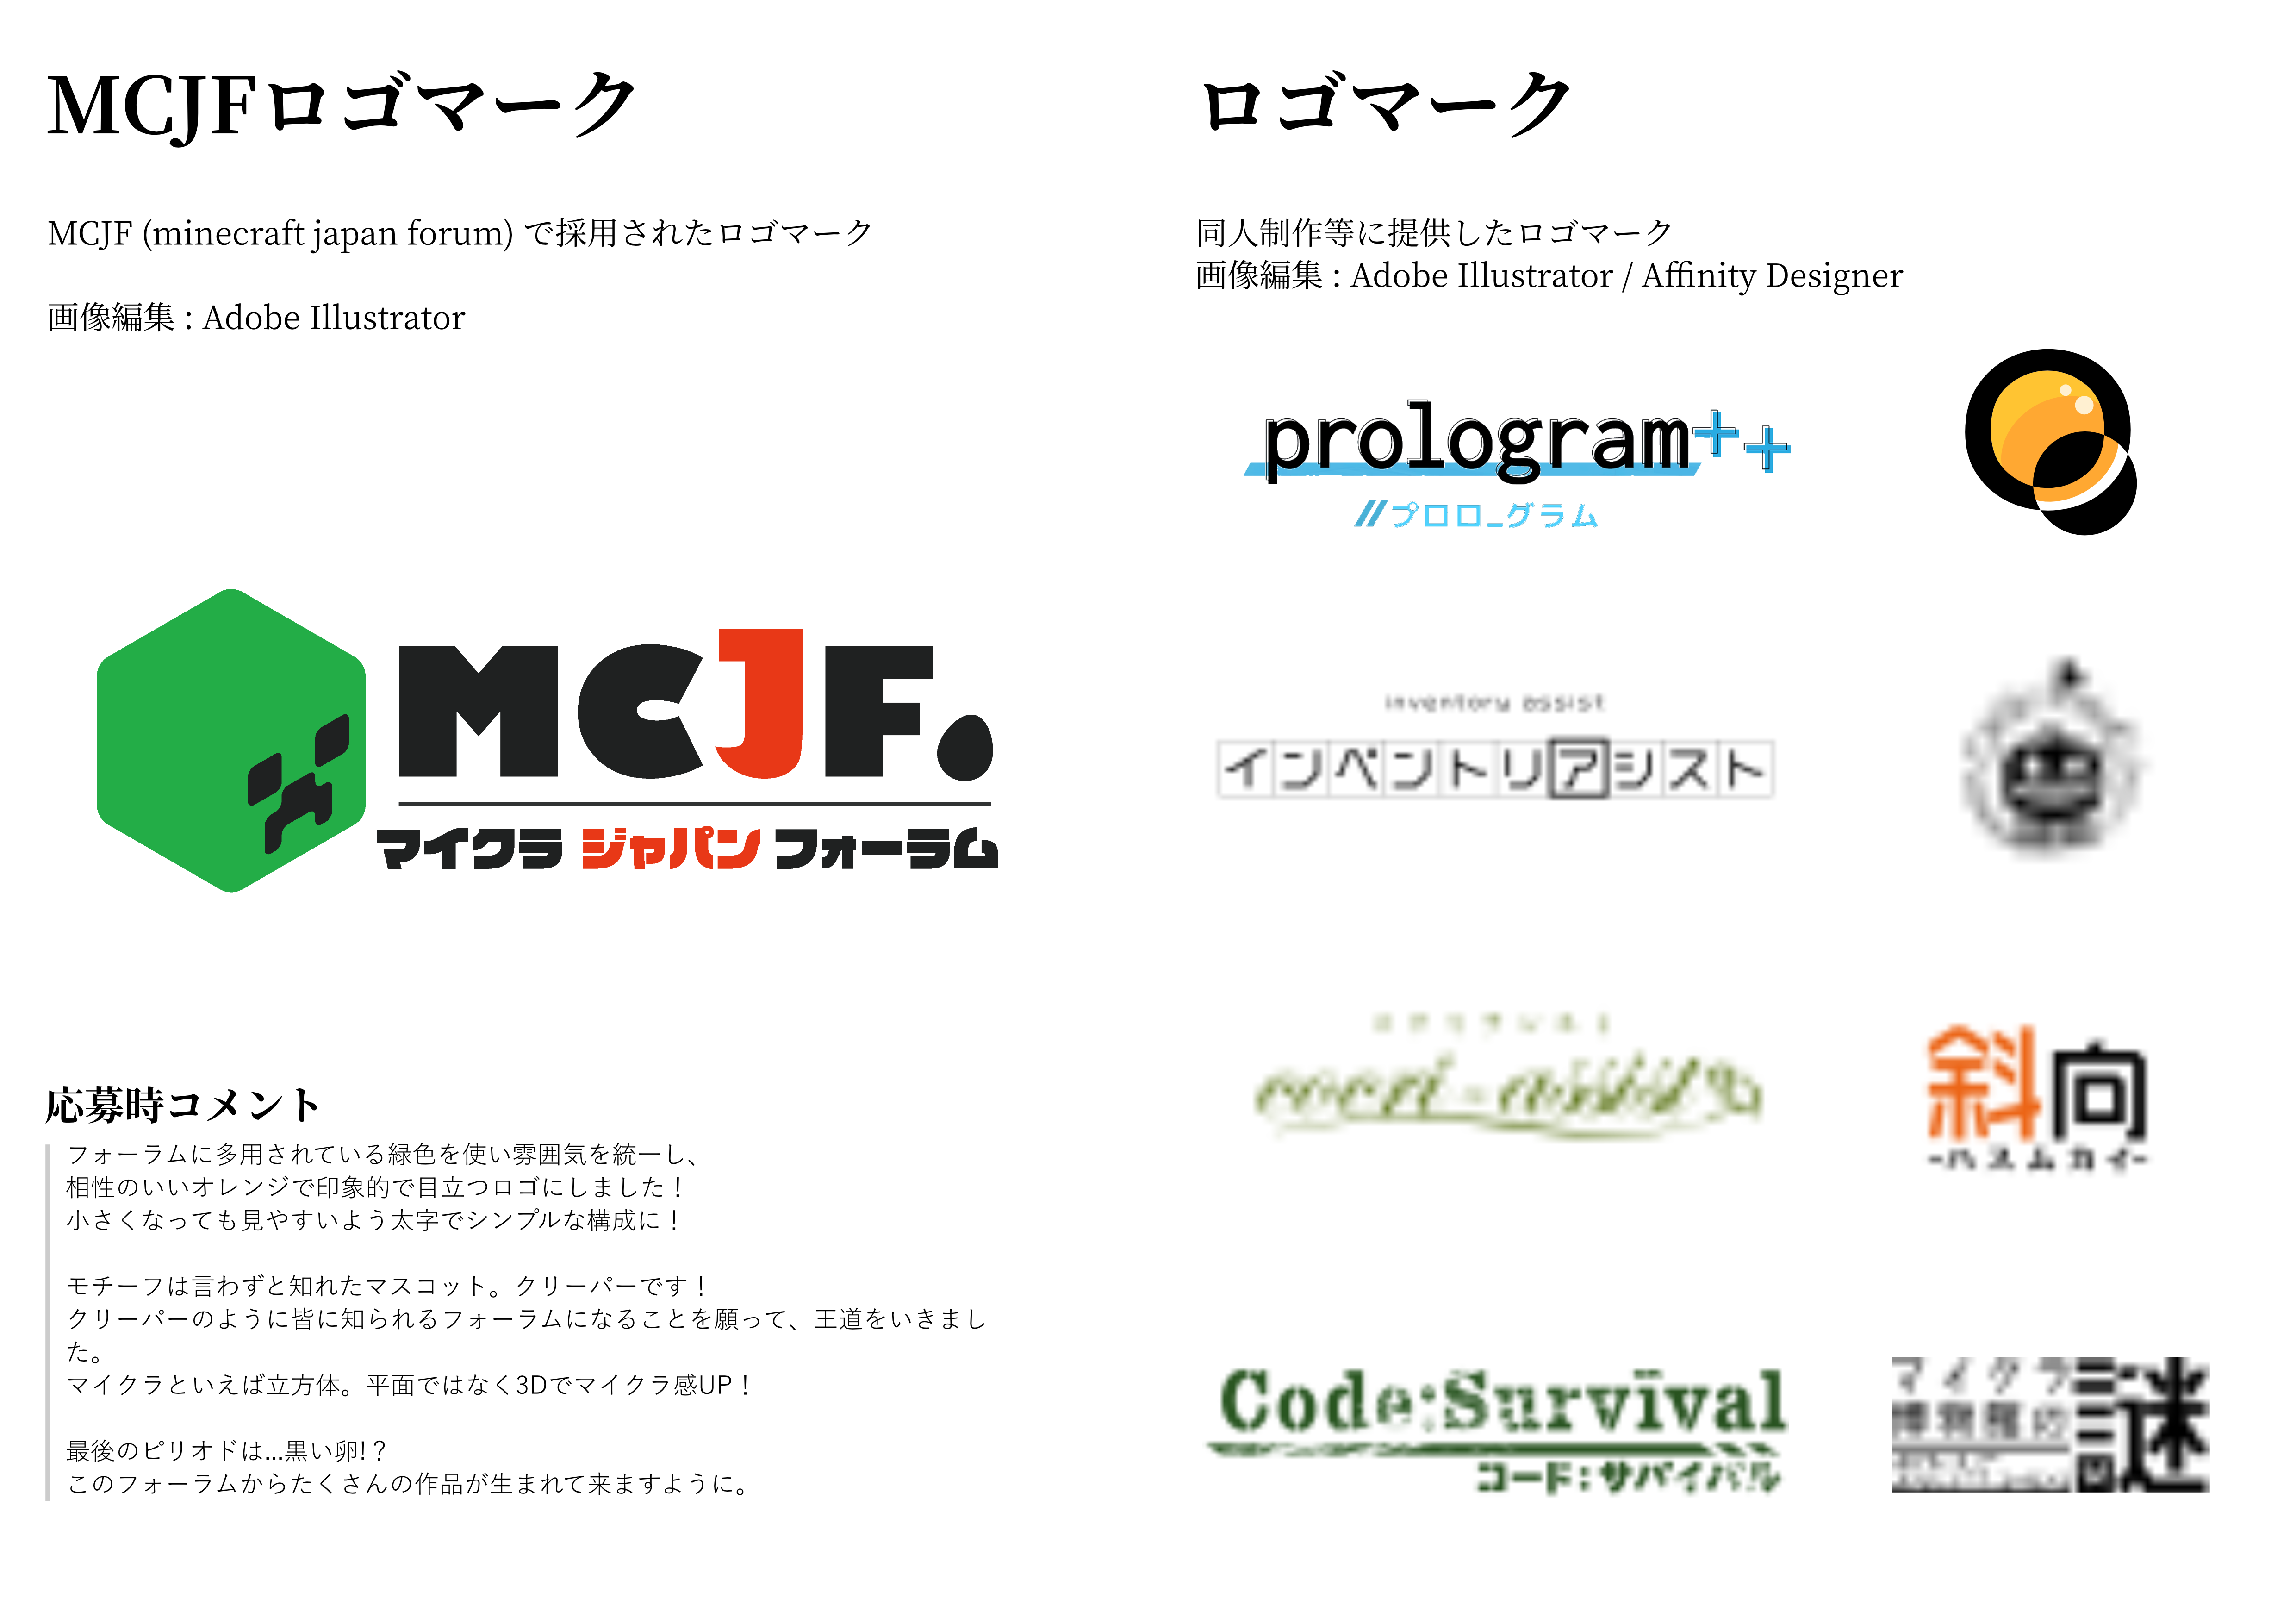 MCJFロゴマーク
MCJF (minecraft japan forum) で採用されたロゴマーク
画像編集 : Adobe Illustrator
MCJF.
マイクラ ジャパン フォーラム
応募時コメント
フォーラムに多用されている緑色を使い雰囲気を統一し、
相性のいいオレンジで印象的で目立つロゴにしました！
小さくなっても見やすいよう太字でシンプルな構成に！
モチーフは言わずと知れたマスコット。クリーパーです！
クリーパーのように皆に知られるフォーラムになることを願って、王道をいきまし
た。
マイクラといえば立方体。平面ではなく3Dでマイクラ感UP！
最後のピリオドは...黒い卵!？
このフォーラムからたくさんの作品が生まれて来ますように。
ロゴマーク
同人制作等に提供したロゴマーク
画像編集 : Adobe Illustrator / Affinity Designer
prologram++
//プロロ_グラム
inventory assist
インベントリアシスト
斜向
-ハスムカイ-
Code:Survival
コード:サバイバル
マイクラ
博物館の
謎